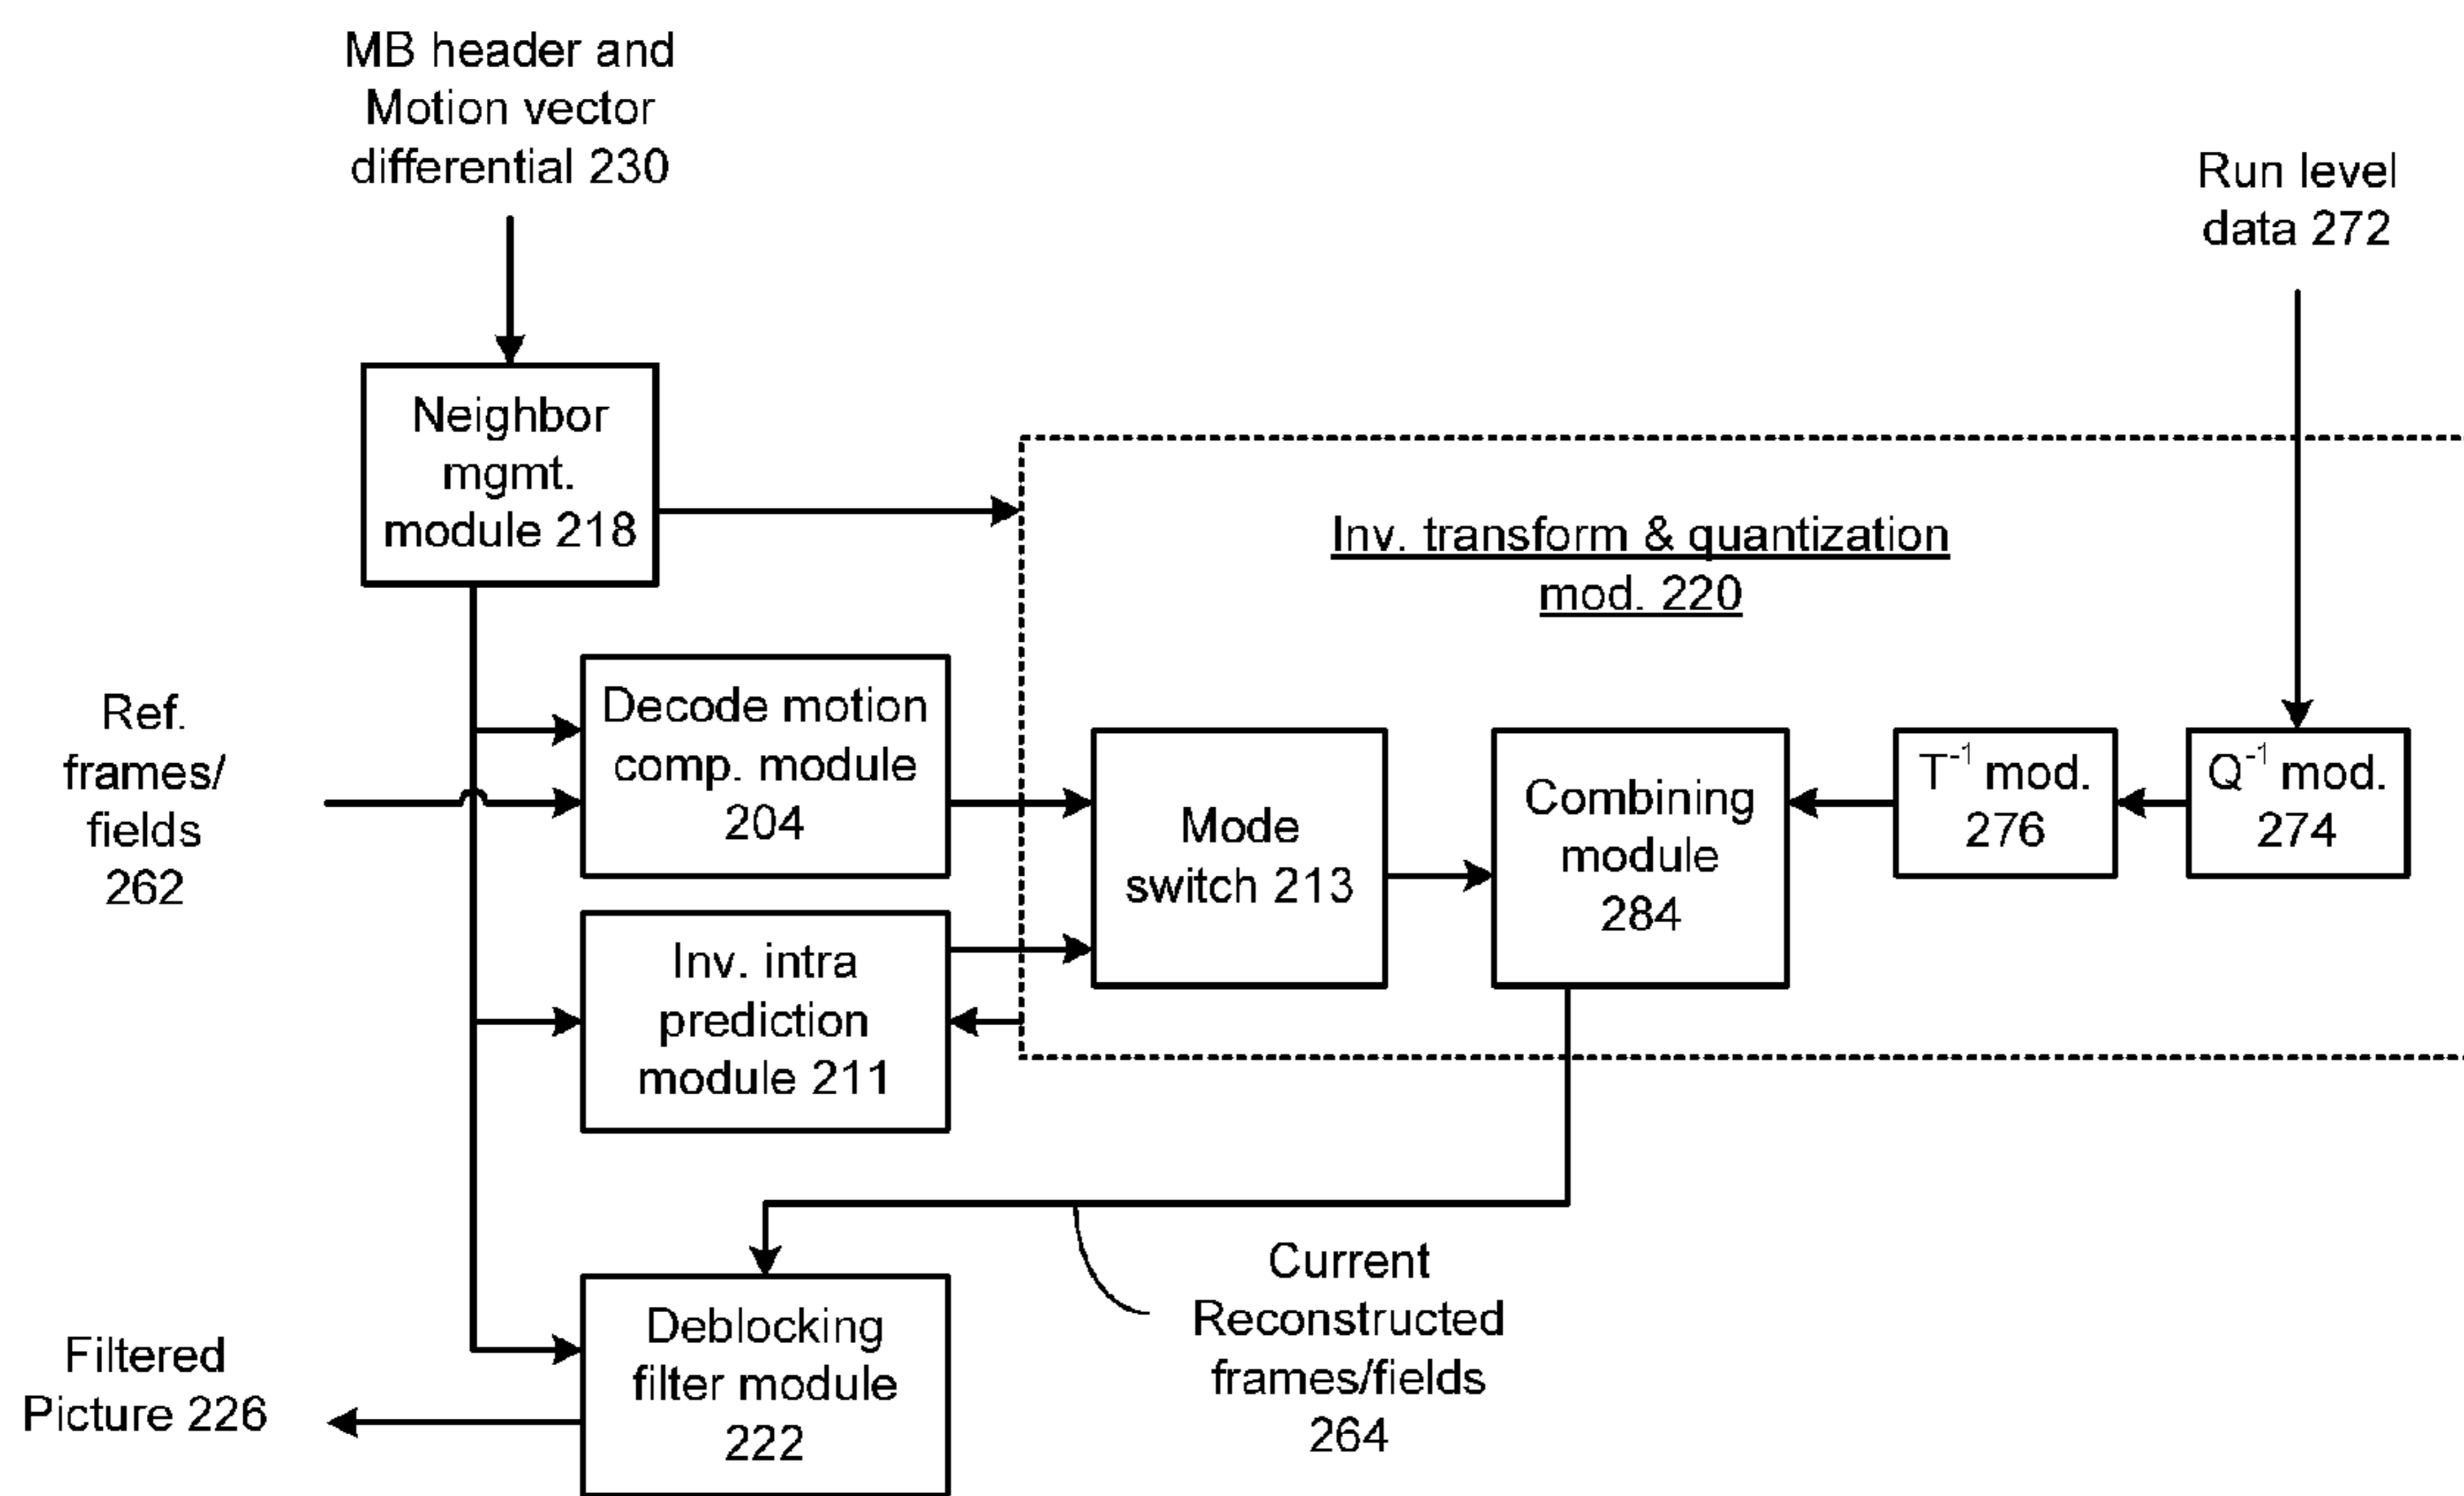 MB header and
Motion vector
differential 230
Run level
data 272
Neighbor
mgmt.
module 218
Inv. transform & quantization
mod. 220
Ref.
frames/
fields
262
Decode motion
comp. module
204
Mode
switch 213
Combining
module
284
T-1 mod.
276
Q-1 mod.
274
Inv. intra
prediction
module 211
Current
Reconstructed
frames/fields
264
Deblocking
filter module
222
Filtered
Picture 226